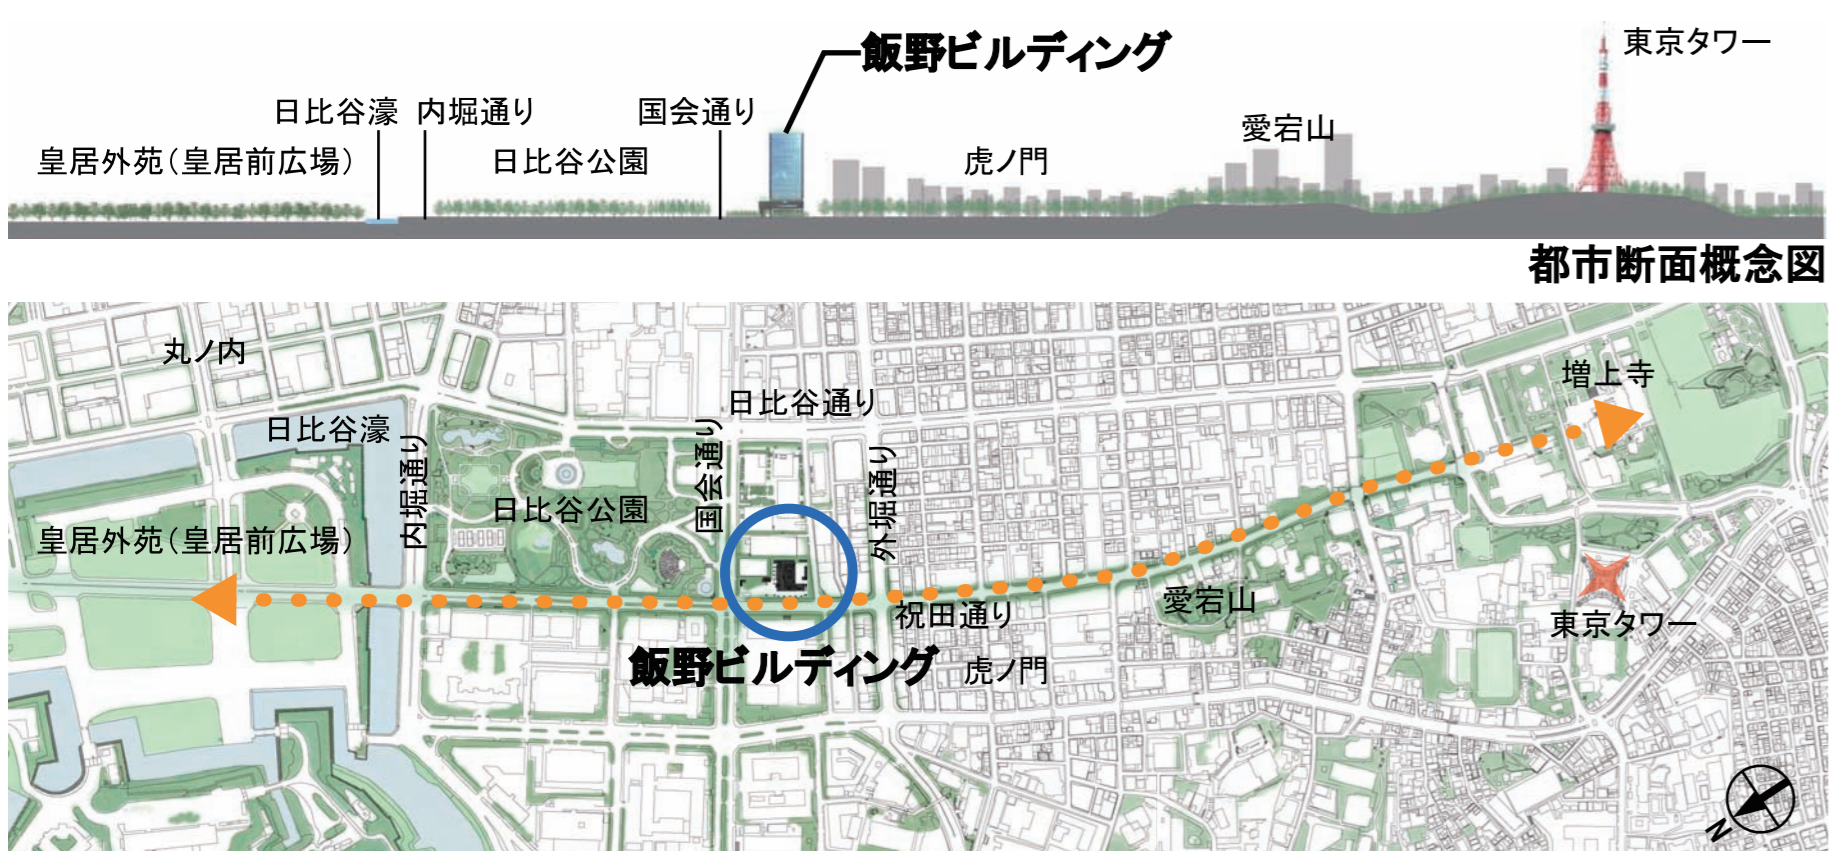 飯野ビルディング
東京タワー
日比谷濠
内堀通り
国会通り
愛宕山
皇居外苑(皇居前広場)
日比谷公園
虎ノ門
都市断面概念図
丸ノ内
増上寺
日比谷通り
日比谷濠
内堀通り
国会通り
外堀通り
日比谷公園
皇居外苑(皇居前広場)
愛宕山
祝田通り
東京タワー
飯野ビルディング
虎ノ門
N